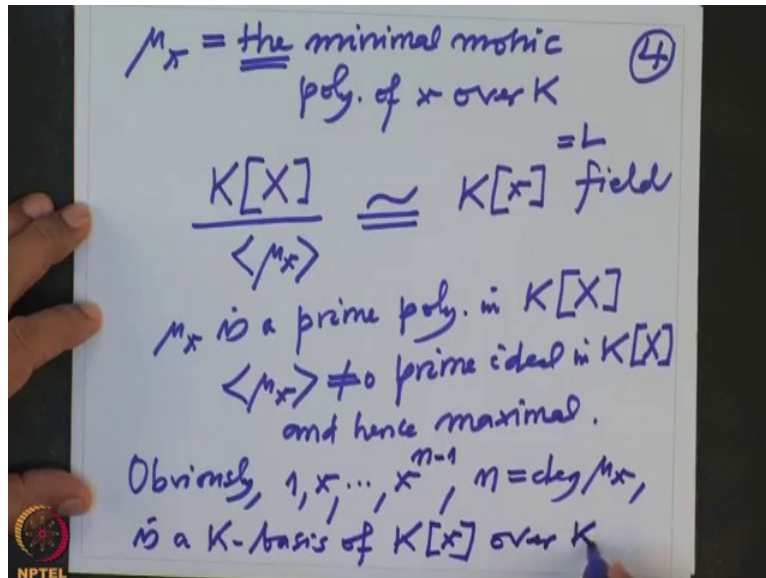 μₓ = the minimal monic ④
poly. of x over K
= L
K[X] ≃ K[x] field
<μₓ>
μₓ is a prime poly. in K[X]
<μₓ> ≠ 0 prime ideal in K[X]
and hence maximal.
Obviously, 1, x, ..., xⁿ⁻¹, n = deg μₓ,
is a K-basis of K[x] over K
NPTEL